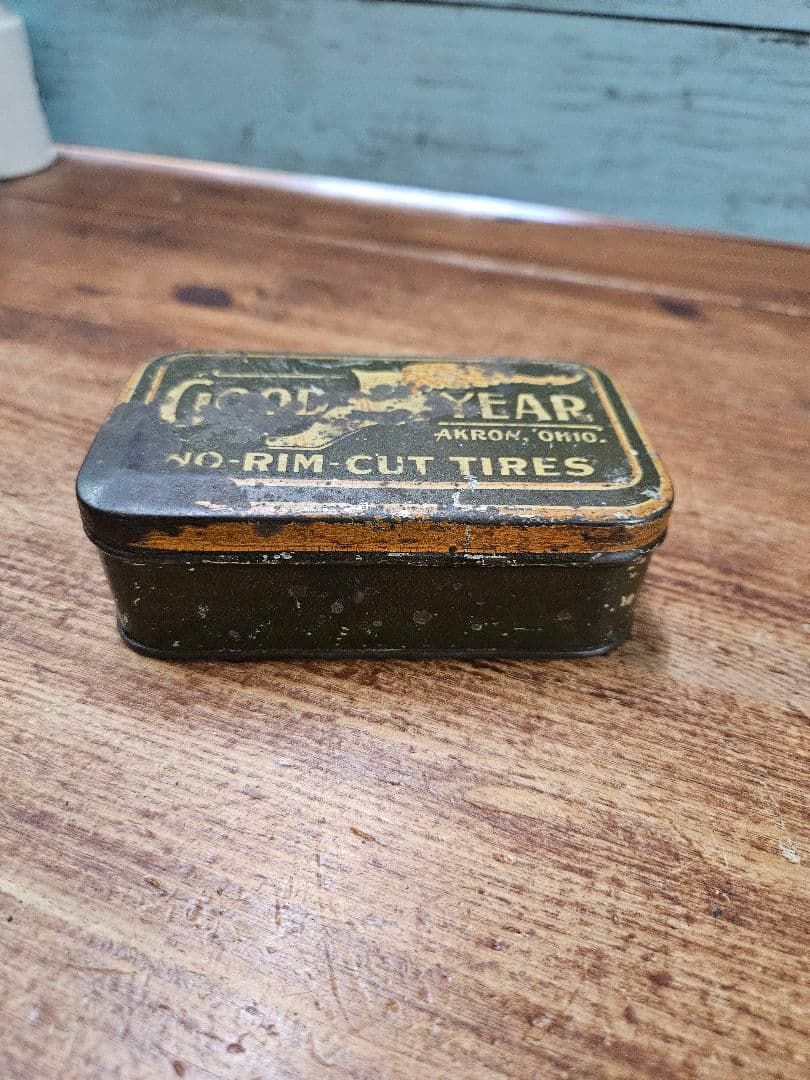 GOOD YEAR
AKRON, OHIO.
NO-RIM-CUT TIRES